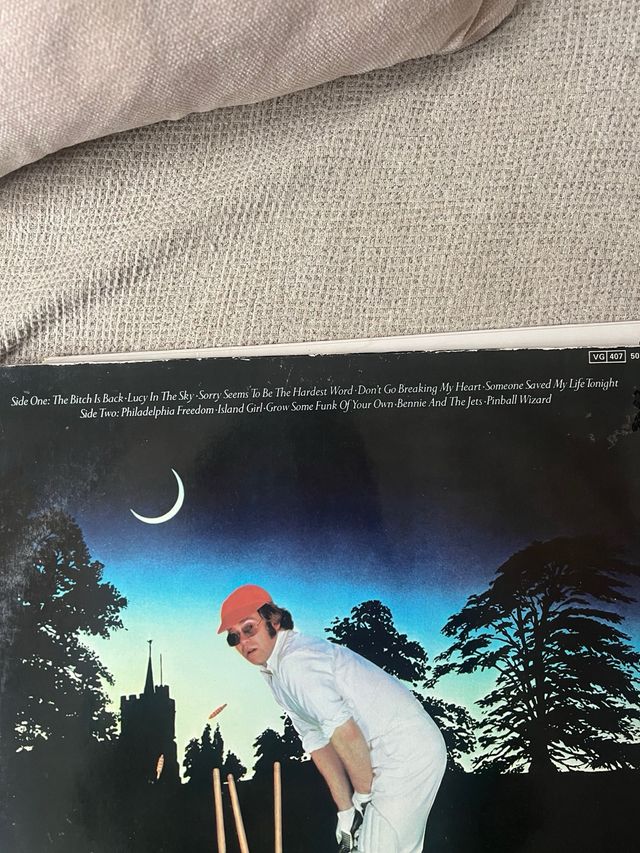 VG 407 50
Side One: The Bitch Is Back·Lucy In The Sky·Sorry Seems To Be The Hardest Word·Don't Go Breaking My Heart·Someone Saved My Life Tonight
Side Two: Philadelphia Freedom·Island Girl·Grow Some Funk Of Your Own·Bennie And The Jets·Pinball Wizard